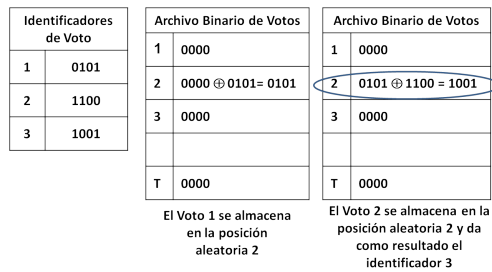 Identificadores
de Voto
1 0101
2 1100
3 1001
Archivo Binario de Votos
1 0000
2 0000 ⊕ 0101= 0101
3 0000
T 0000
El Voto 1 se almacena
en la posición
aleatoria 2
Archivo Binario de Votos
1 0000
2 0101 ⊕ 1100 = 1001
3 0000
T 0000
El Voto 2 se almacena en la
posición aleatoria 2 y da
como resultado el
identificador 3